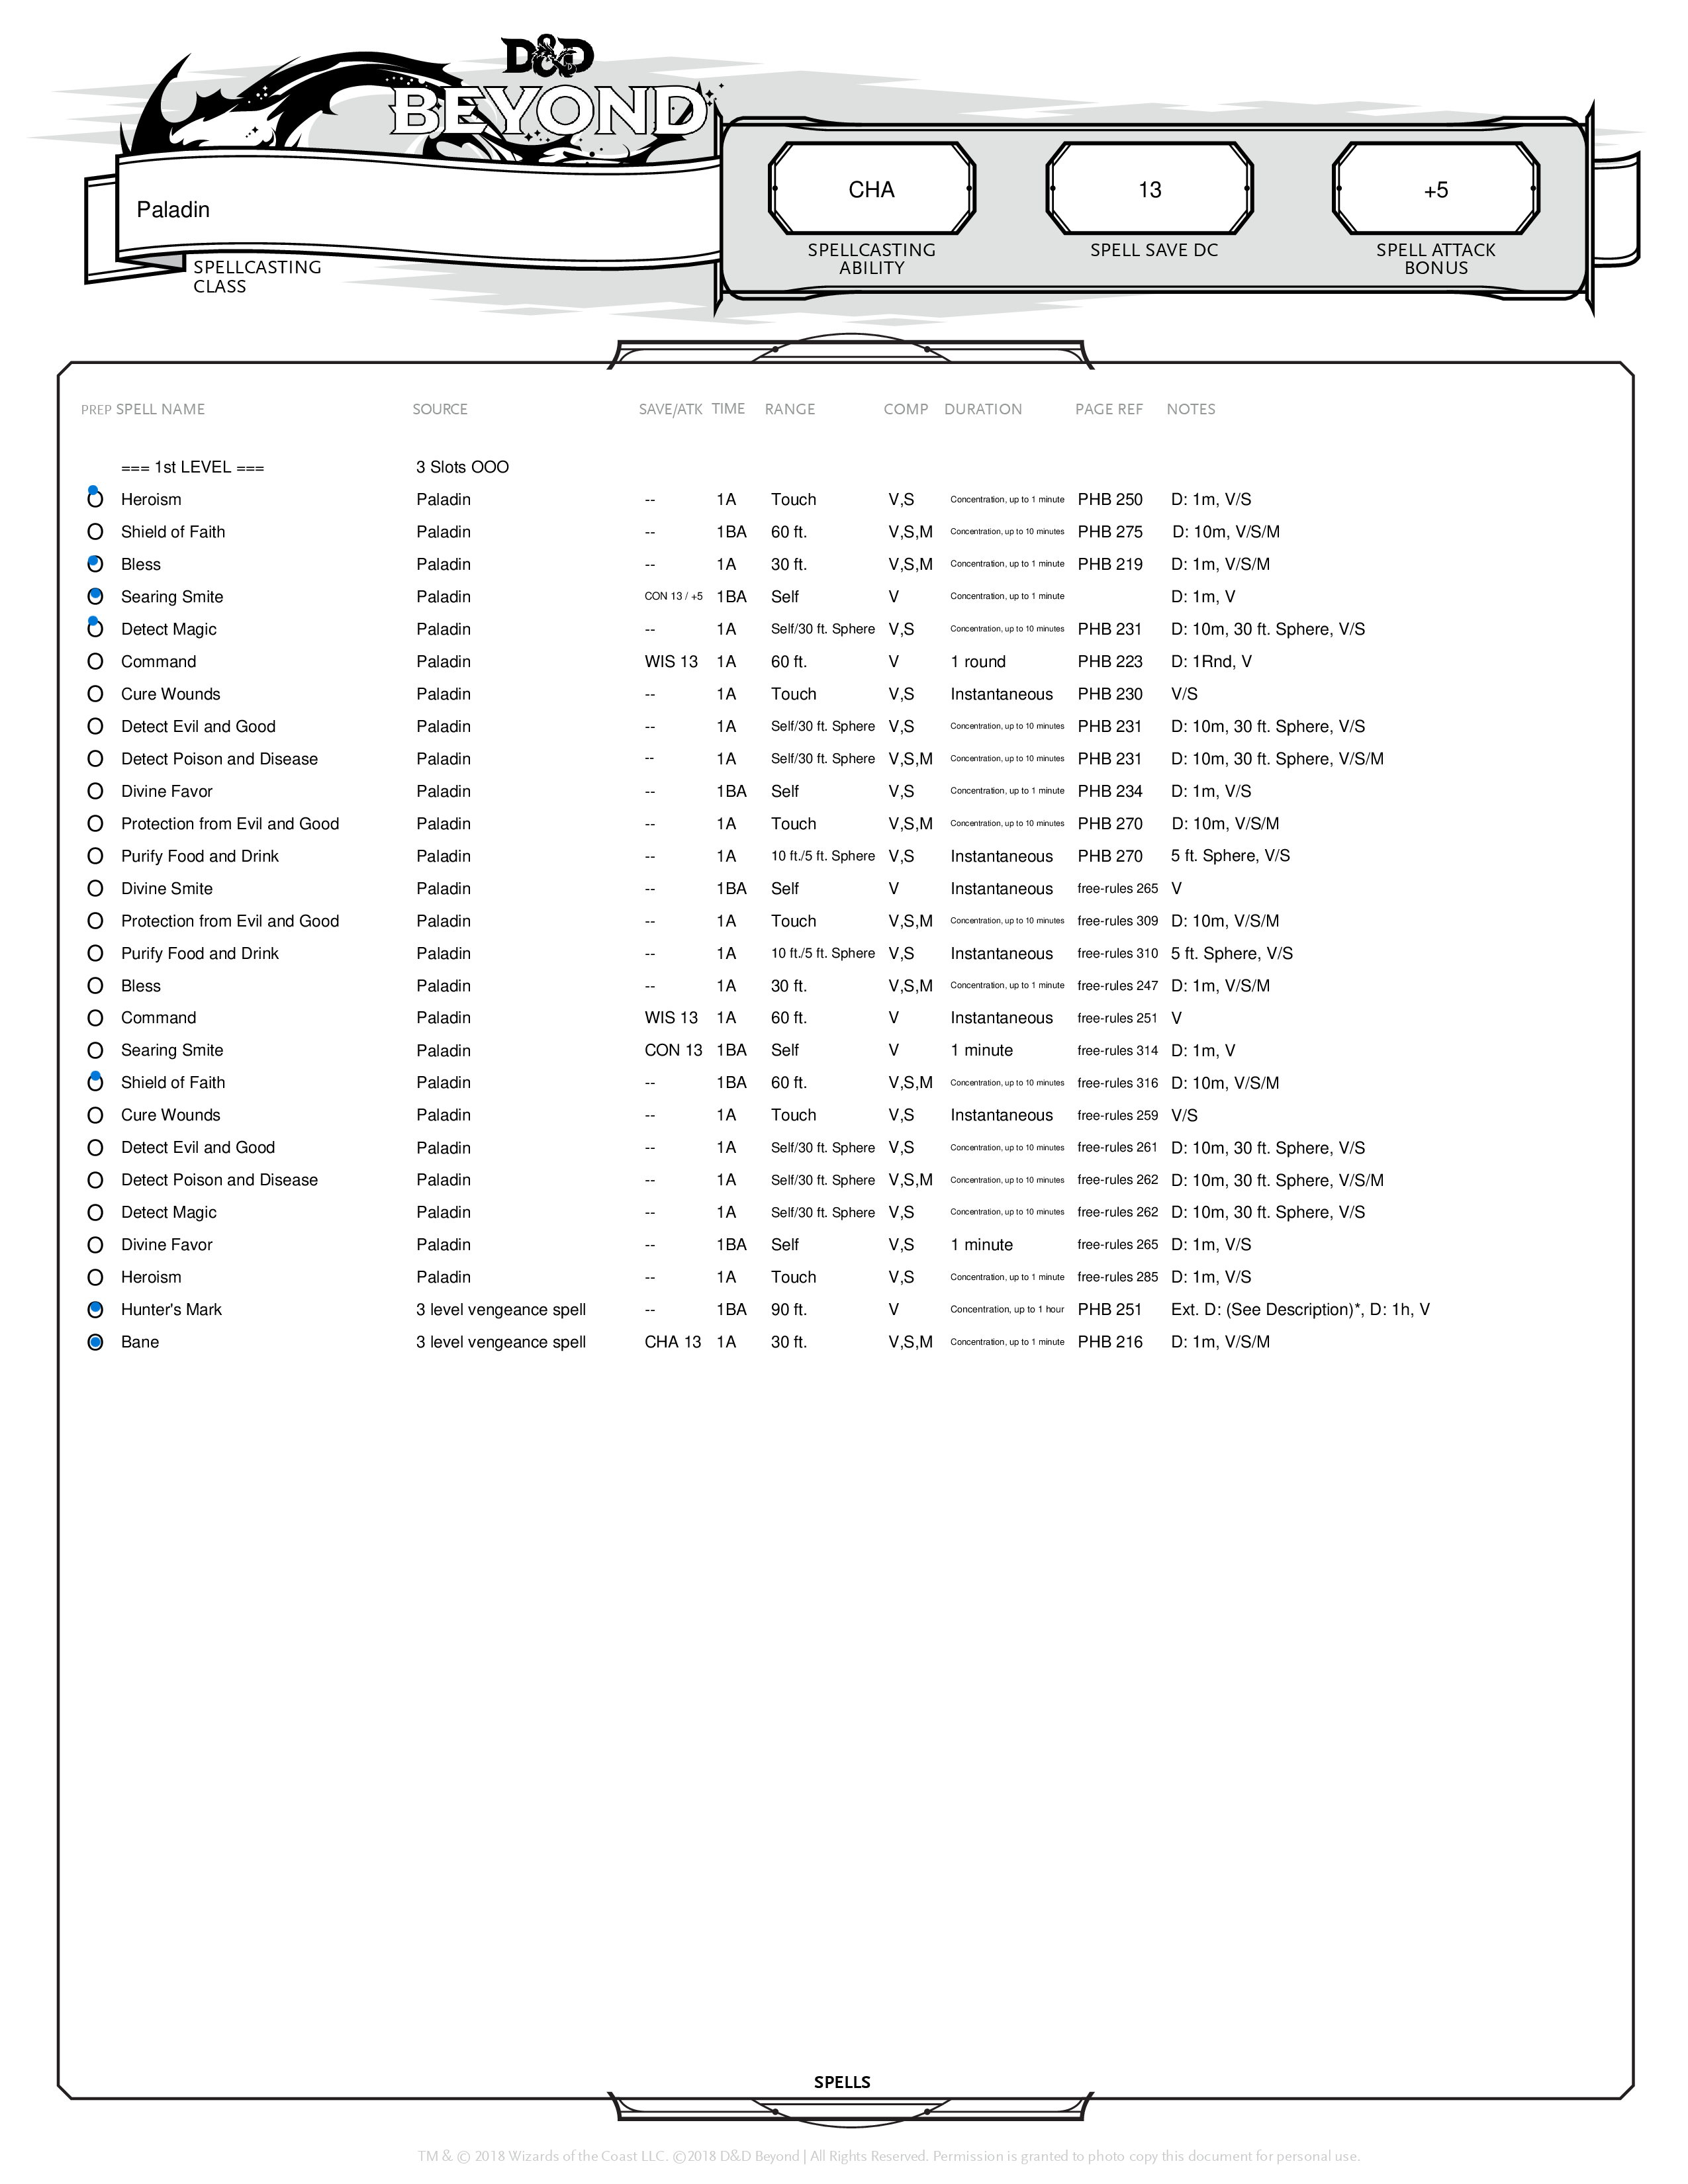 D&D
BEYOND
Paladin
SPELLCASTING
CLASS
CHA
13
+5
SPELLCASTING
ABILITY
SPELL SAVE DC
SPELL ATTACK
BONUS
PREP SPELL NAME SOURCE SAVE/ATK TIME RANGE COMP DURATION PAGE REF NOTES
=== 1st LEVEL === 3 Slots OOO
O Heroism Paladin -- 1A Touch V,S Concentration, up to 1 minute PHB 250 D: 1m, V/S
O Shield of Faith Paladin -- 1BA 60 ft. V,S,M Concentration, up to 10 minutes PHB 275 D: 10m, V/S/M
O Bless Paladin -- 1A 30 ft. V,S,M Concentration, up to 1 minute PHB 219 D: 1m, V/S/M
O Searing Smite Paladin CON 13 / +5 1BA Self V Concentration, up to 1 minute D: 1m, V
O Detect Magic Paladin -- 1A Self/30 ft. Sphere V,S Concentration, up to 10 minutes PHB 231 D: 10m, 30 ft. Sphere, V/S
O Command Paladin WIS 13 1A 60 ft. V 1 round PHB 223 D: 1Rnd, V
O Cure Wounds Paladin -- 1A Touch V,S Instantaneous PHB 230 V/S
O Detect Evil and Good Paladin -- 1A Self/30 ft. Sphere V,S Concentration, up to 10 minutes PHB 231 D: 10m, 30 ft. Sphere, V/S
O Detect Poison and Disease Paladin -- 1A Self/30 ft. Sphere V,S,M Concentration, up to 10 minutes PHB 231 D: 10m, 30 ft. Sphere, V/S/M
O Divine Favor Paladin -- 1BA Self V,S Concentration, up to 1 minute PHB 234 D: 1m, V/S
O Protection from Evil and Good Paladin -- 1A Touch V,S,M Concentration, up to 10 minutes PHB 270 D: 10m, V/S/M
O Purify Food and Drink Paladin -- 1A 10 ft./5 ft. Sphere V,S Instantaneous PHB 270 5 ft. Sphere, V/S
O Divine Smite Paladin -- 1BA Self V Instantaneous free-rules 265 V
O Protection from Evil and Good Paladin -- 1A Touch V,S,M Concentration, up to 10 minutes free-rules 309 D: 10m, V/S/M
O Purify Food and Drink Paladin -- 1A 10 ft./5 ft. Sphere V,S Instantaneous free-rules 310 5 ft. Sphere, V/S
O Bless Paladin -- 1A 30 ft. V,S,M Concentration, up to 1 minute free-rules 247 D: 1m, V/S/M
O Command Paladin WIS 13 1A 60 ft. V Instantaneous free-rules 251 V
O Searing Smite Paladin CON 13 1BA Self V 1 minute free-rules 314 D: 1m, V
O Shield of Faith Paladin -- 1BA 60 ft. V,S,M Concentration, up to 10 minutes free-rules 316 D: 10m, V/S/M
O Cure Wounds Paladin -- 1A Touch V,S Instantaneous free-rules 259 V/S
O Detect Evil and Good Paladin -- 1A Self/30 ft. Sphere V,S Concentration, up to 10 minutes free-rules 261 D: 10m, 30 ft. Sphere, V/S
O Detect Poison and Disease Paladin -- 1A Self/30 ft. Sphere V,S,M Concentration, up to 10 minutes free-rules 262 D: 10m, 30 ft. Sphere, V/S/M
O Detect Magic Paladin -- 1A Self/30 ft. Sphere V,S Concentration, up to 10 minutes free-rules 262 D: 10m, 30 ft. Sphere, V/S
O Divine Favor Paladin -- 1BA Self V,S 1 minute free-rules 265 D: 1m, V/S
O Heroism Paladin -- 1A Touch V,S Concentration, up to 1 minute free-rules 285 D: 1m, V/S
O Hunter's Mark 3 level vengeance spell -- 1BA 90 ft. V Concentration, up to 1 hour PHB 251 Ext. D: (See Description)*, D: 1h, V
O Bane 3 level vengeance spell CHA 13 1A 30 ft. V,S,M Concentration, up to 1 minute PHB 216 D: 1m, V/S/M
SPELLS
TM & © 2018 Wizards of the Coast LLC. ©2018 D&D Beyond | All Rights Reserved. Permission is granted to photo copy this document for personal use.